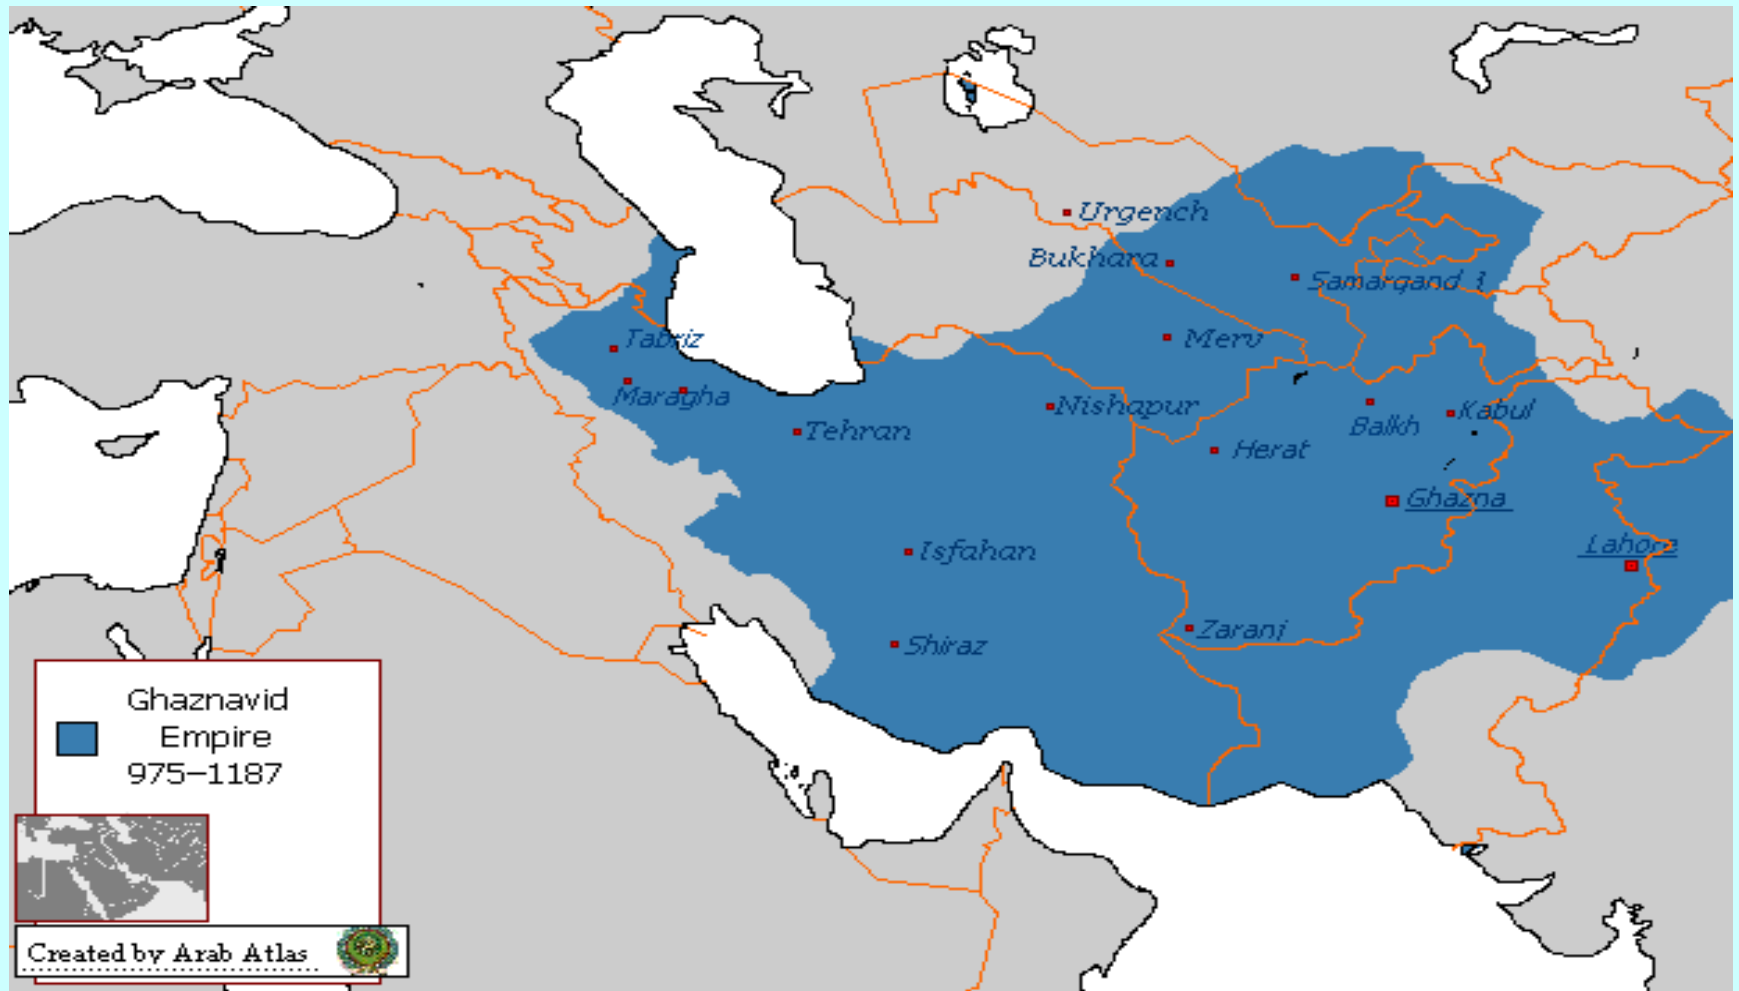 Urgench
Bukhara
Samarqand
Tabriz
Merv
Maragha
Nishapur
Tehran
Balkh
Kabul
Herat
Ghazna
Isfahan
Lahore
Zaranj
Shiraz
Ghaznavid
Empire
975-1187
Created by Arab Atlas